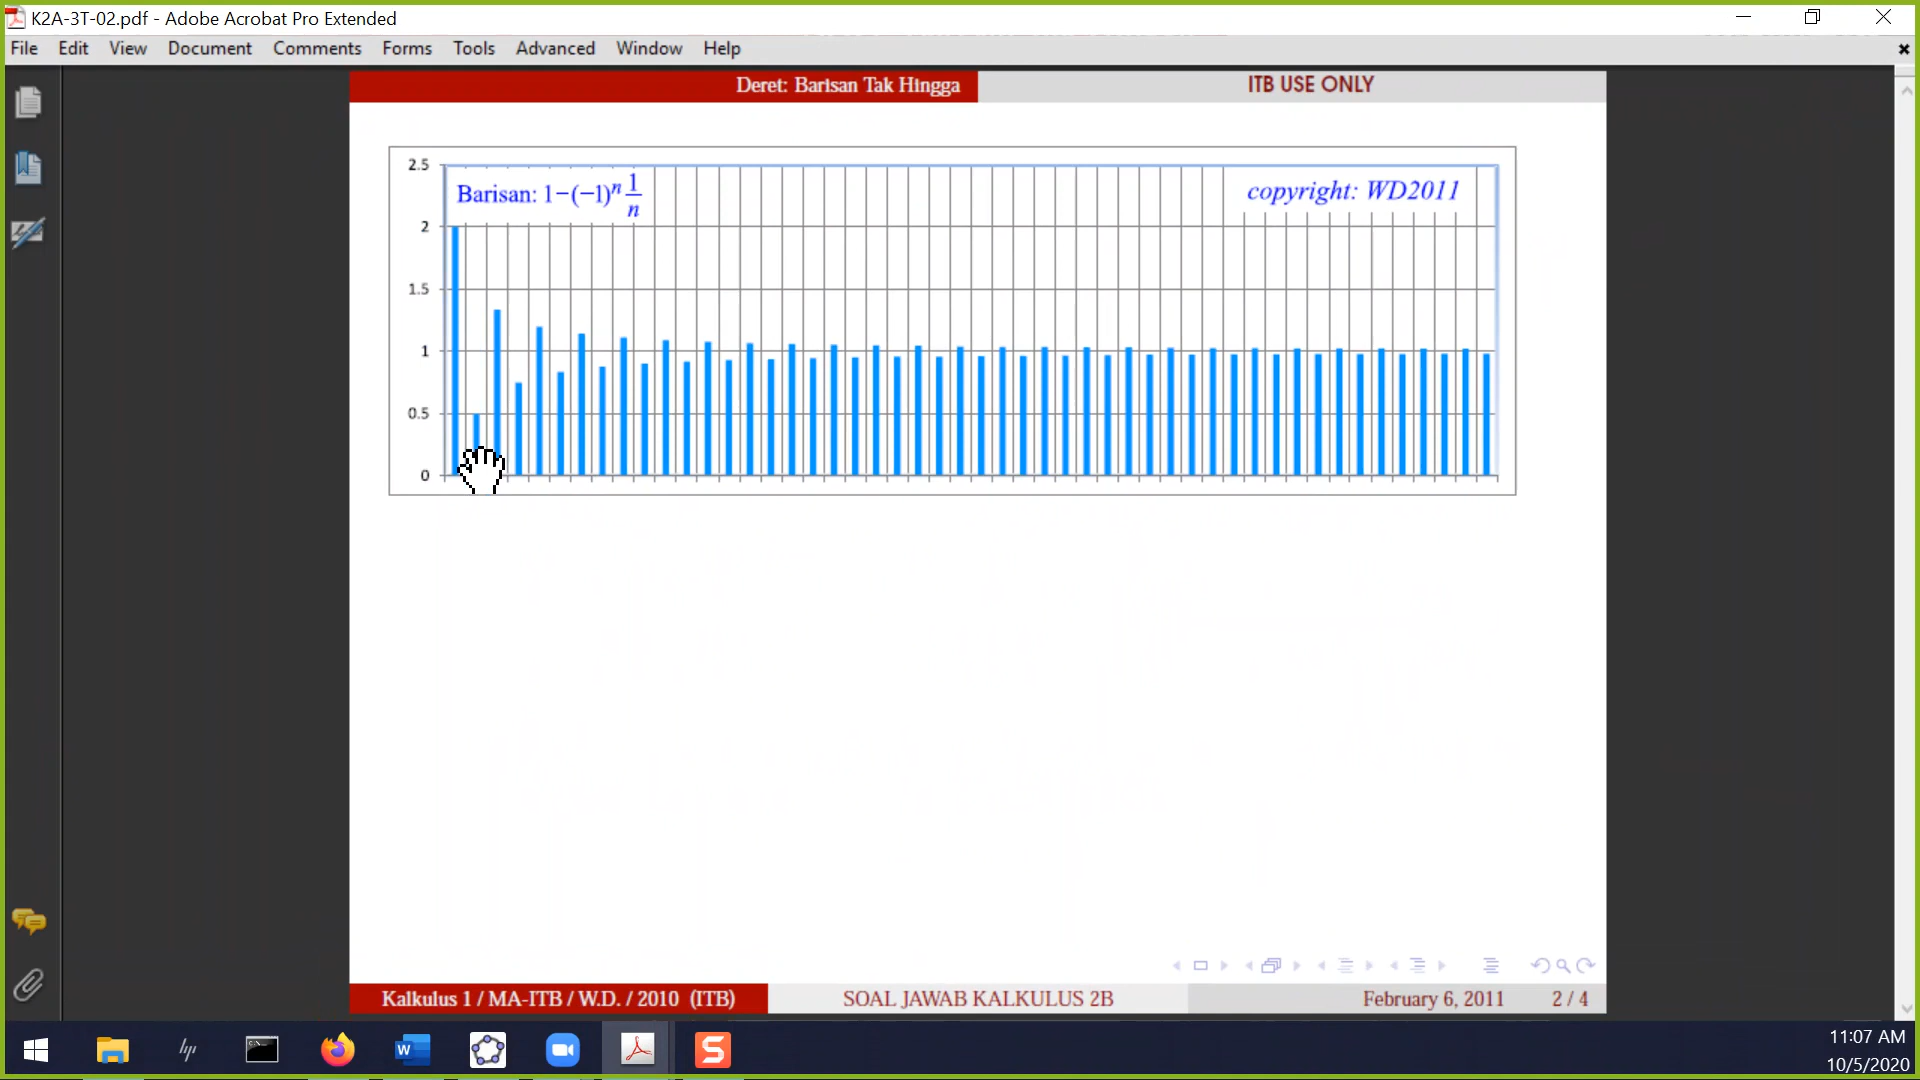 K2A-3T-02.pdf - Adobe Acrobat Pro Extended
File Edit View Document Comments Forms Tools Advanced Window Help
Deret: Barisan Tak Hingga
ITB USE ONLY
Barisan: 1−(−1)ⁿ 1/n
copyright: WD2011
2.5
2
1.5
1
0.5
0
Kalkulus 1 / MA-ITB / W.D. / 2010 (ITB)
SOAL JAWAB KALKULUS 2B
February 6, 2011
2 / 4
hp
W
S
11:07 AM
10/5/2020